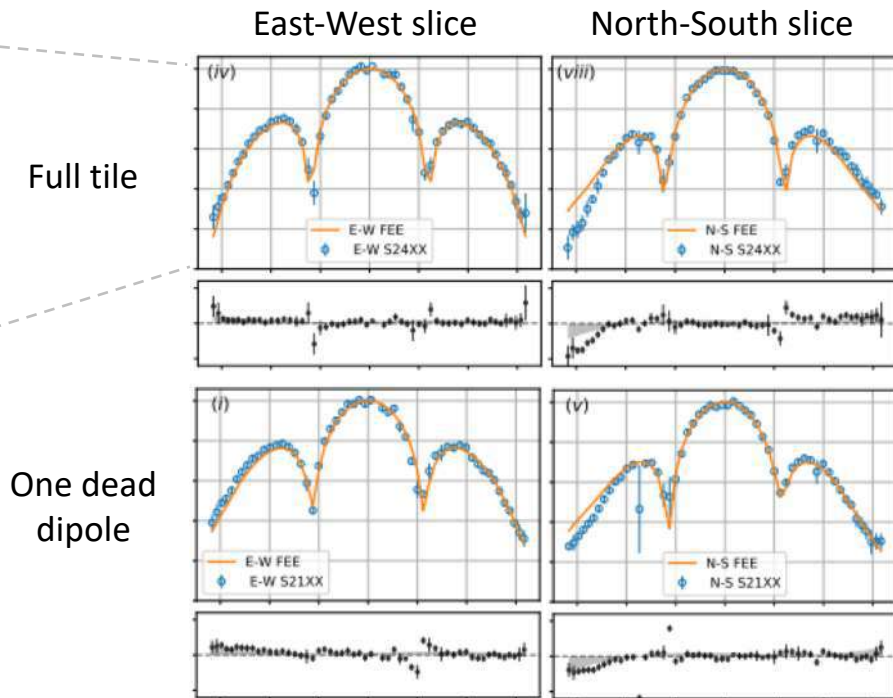 East-West slice
North-South slice
Full tile
(iv)
E-W FEE
E-W S24XX
(viii)
N-S FEE
N-S S24XX
One dead
dipole
(i)
E-W FEE
E-W S21XX
(v)
N-S FEE
N-S S21XX